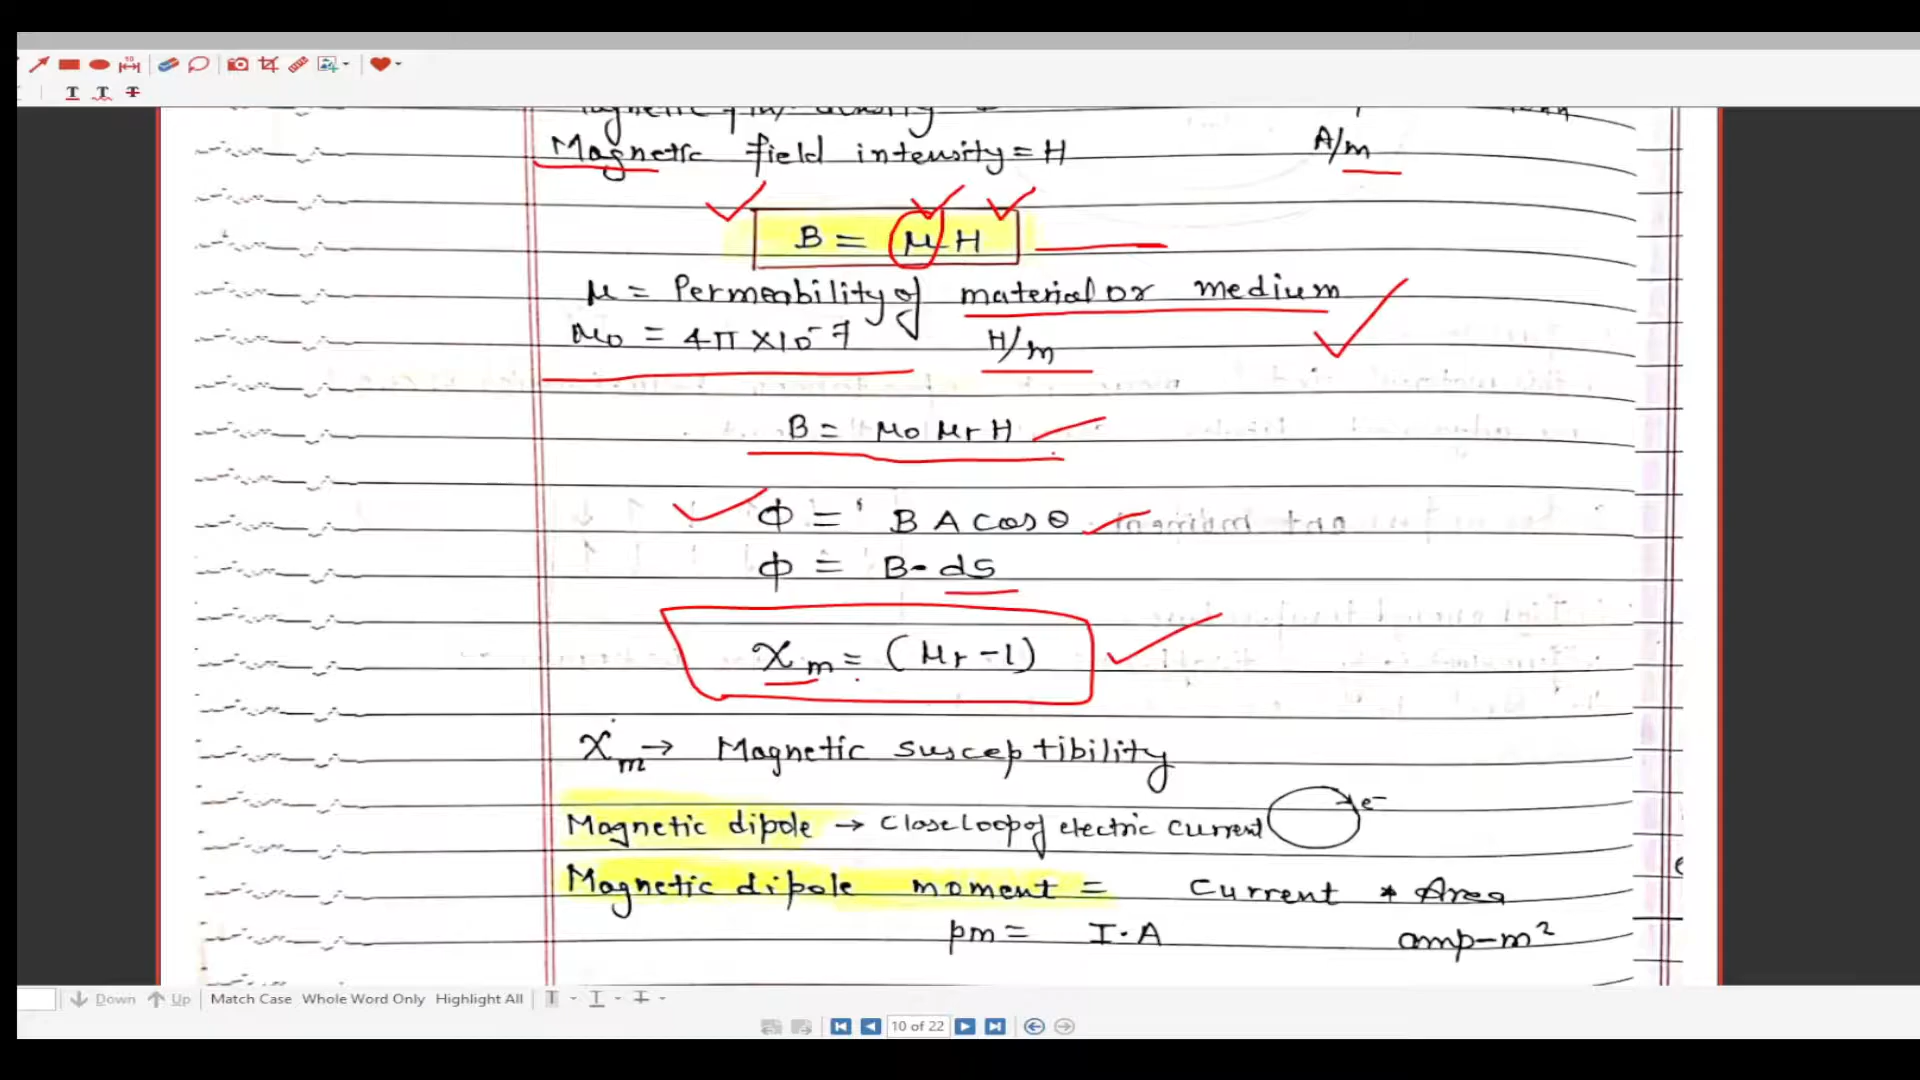 Magnetic field intensity = H A/m
B = μ H
μ = Permeability of material or medium
μ0 = 4π × 10^-7 H/m
B = μ0 μr H
Φ = B A cos θ
Φ = B · ds
χm = (μr - 1)
χm → Magnetic susceptibility
Magnetic dipole → Close loop of electric current e-
Magnetic dipole moment = Current * Area
pm = I · A amp-m²
Down Up Match Case Whole Word Only Highlight All
10 of 22